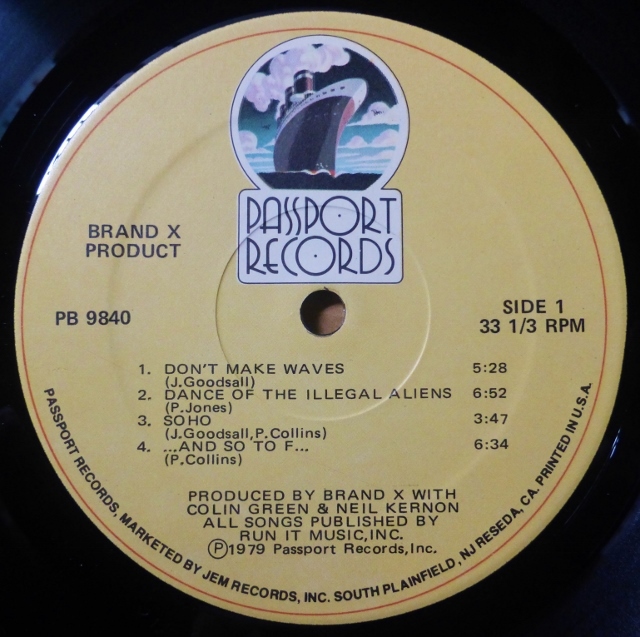 PASSPORT
RECORDS
BRAND X
PRODUCT
PB 9840
SIDE 1
33 1/3 RPM
1. DON'T MAKE WAVES 5:28
(J.Goodsall)
2. DANCE OF THE ILLEGAL ALIENS 6:52
(P.Jones)
3. SOHO 3:47
(J.Goodsall,P.Collins)
4. ...AND SO TO F... 6:34
(P.Collins)
PRODUCED BY BRAND X WITH
COLIN GREEN & NEIL KERNON
ALL SONGS PUBLISHED BY
RUN IT MUSIC,INC.
Ⓟ1979 Passport Records,Inc.
PASSPORT RECORDS, MARKETED BY JEM RECORDS, INC. SOUTH PLAINFIELD, NJ RESEDA, CA. PRINTED IN U.S.A.